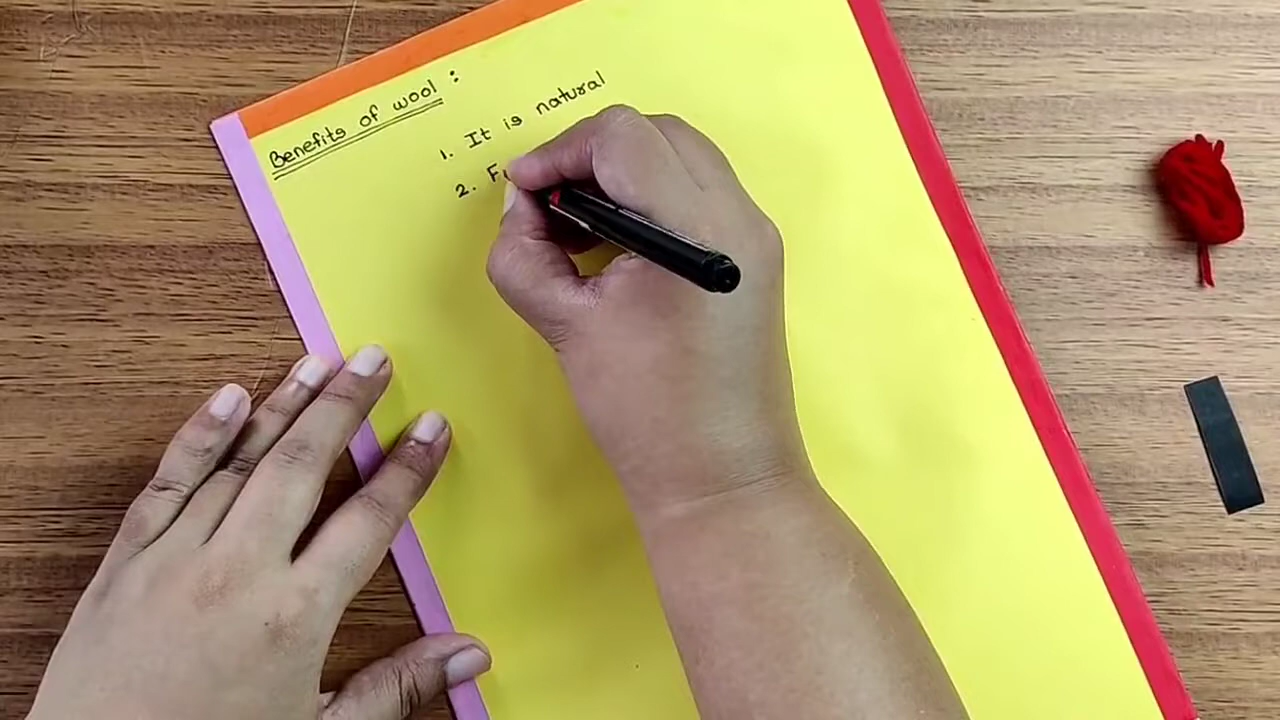 Benefits of wool :
1. It is natural
2. F